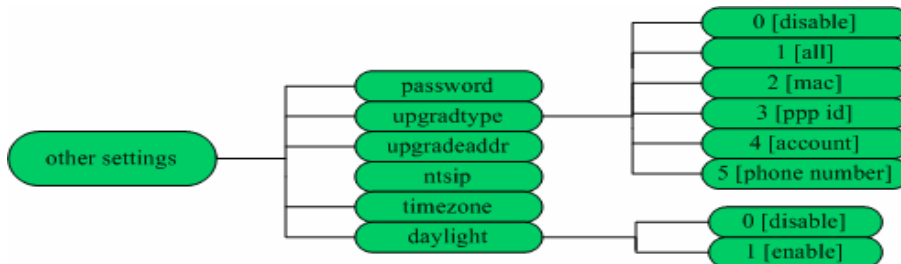 other settings
password
upgradtype
upgradeaddr
ntsip
timezone
daylight
0 [disable]
1 [all]
2 [mac]
3 [ppp id]
4 [account]
5 [phone number]
0 [disable]
1 [enable]